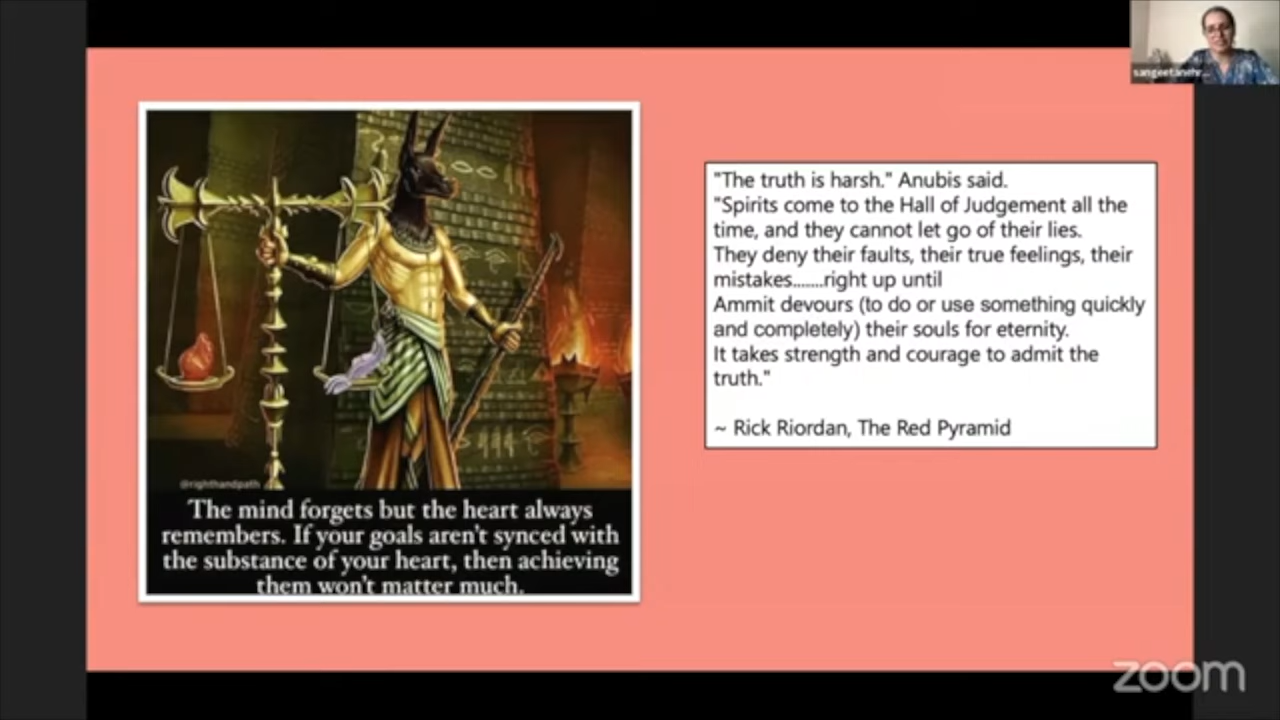 "The truth is harsh." Anubis said.
"Spirits come to the Hall of Judgement all the
time, and they cannot let go of their lies.
They deny their faults, their true feelings, their
mistakes.......right up until
Ammit devours (to do or use something quickly
and completely) their souls for eternity.
It takes strength and courage to admit the
truth."
~ Rick Riordan, The Red Pyramid
@righthandpath
The mind forgets but the heart always
remembers. If your goals aren't synced with
the substance of your heart, then achieving
them won't matter much.
zoom